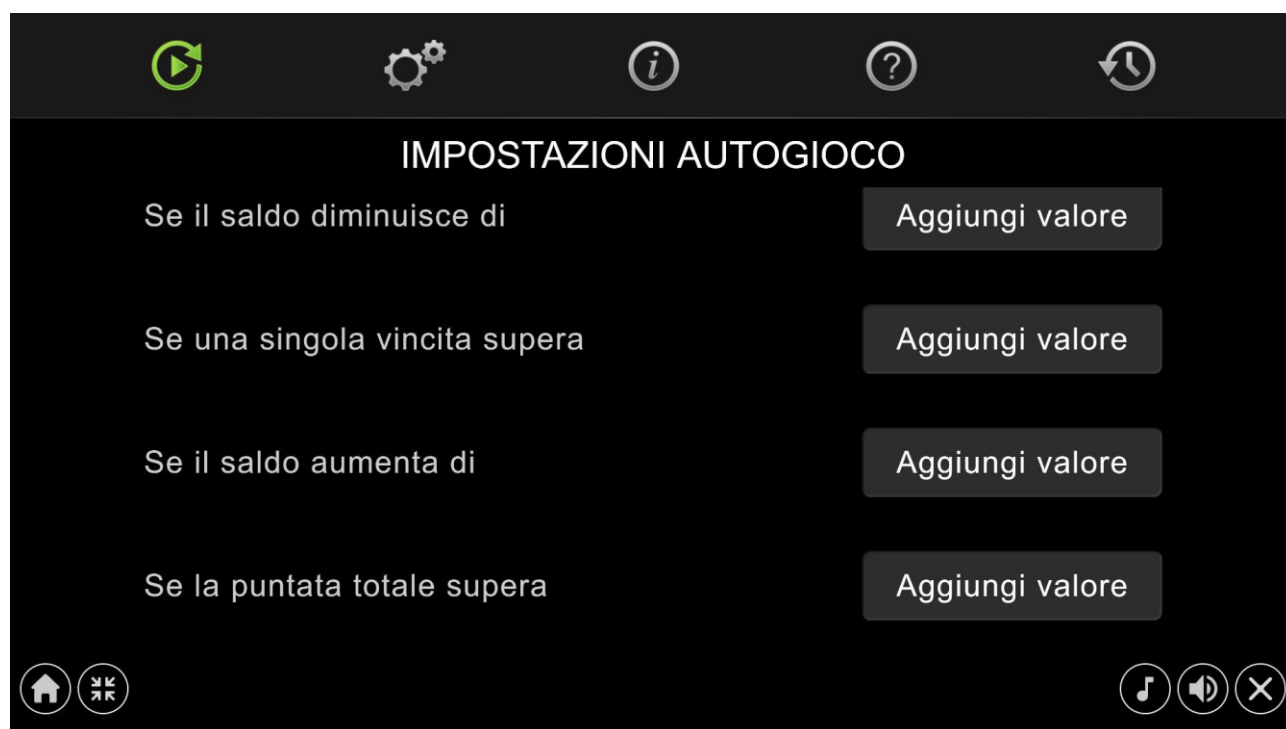 IMPOSTAZIONI AUTOGIOCO
Se il saldo diminuisce di Aggiungi valore
Se una singola vincita supera Aggiungi valore
Se il saldo aumenta di Aggiungi valore
Se la puntata totale supera Aggiungi valore